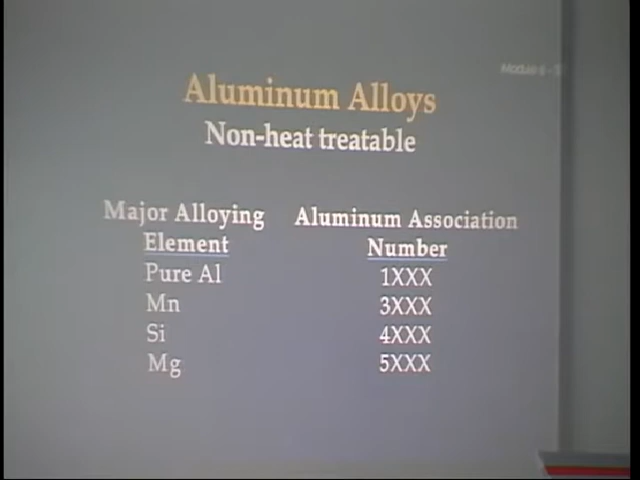 Aluminum Alloys
Non-heat treatable
Major Alloying Element
Aluminum Association Number
Pure Al 1XXX
Mn 3XXX
Si 4XXX
Mg 5XXX